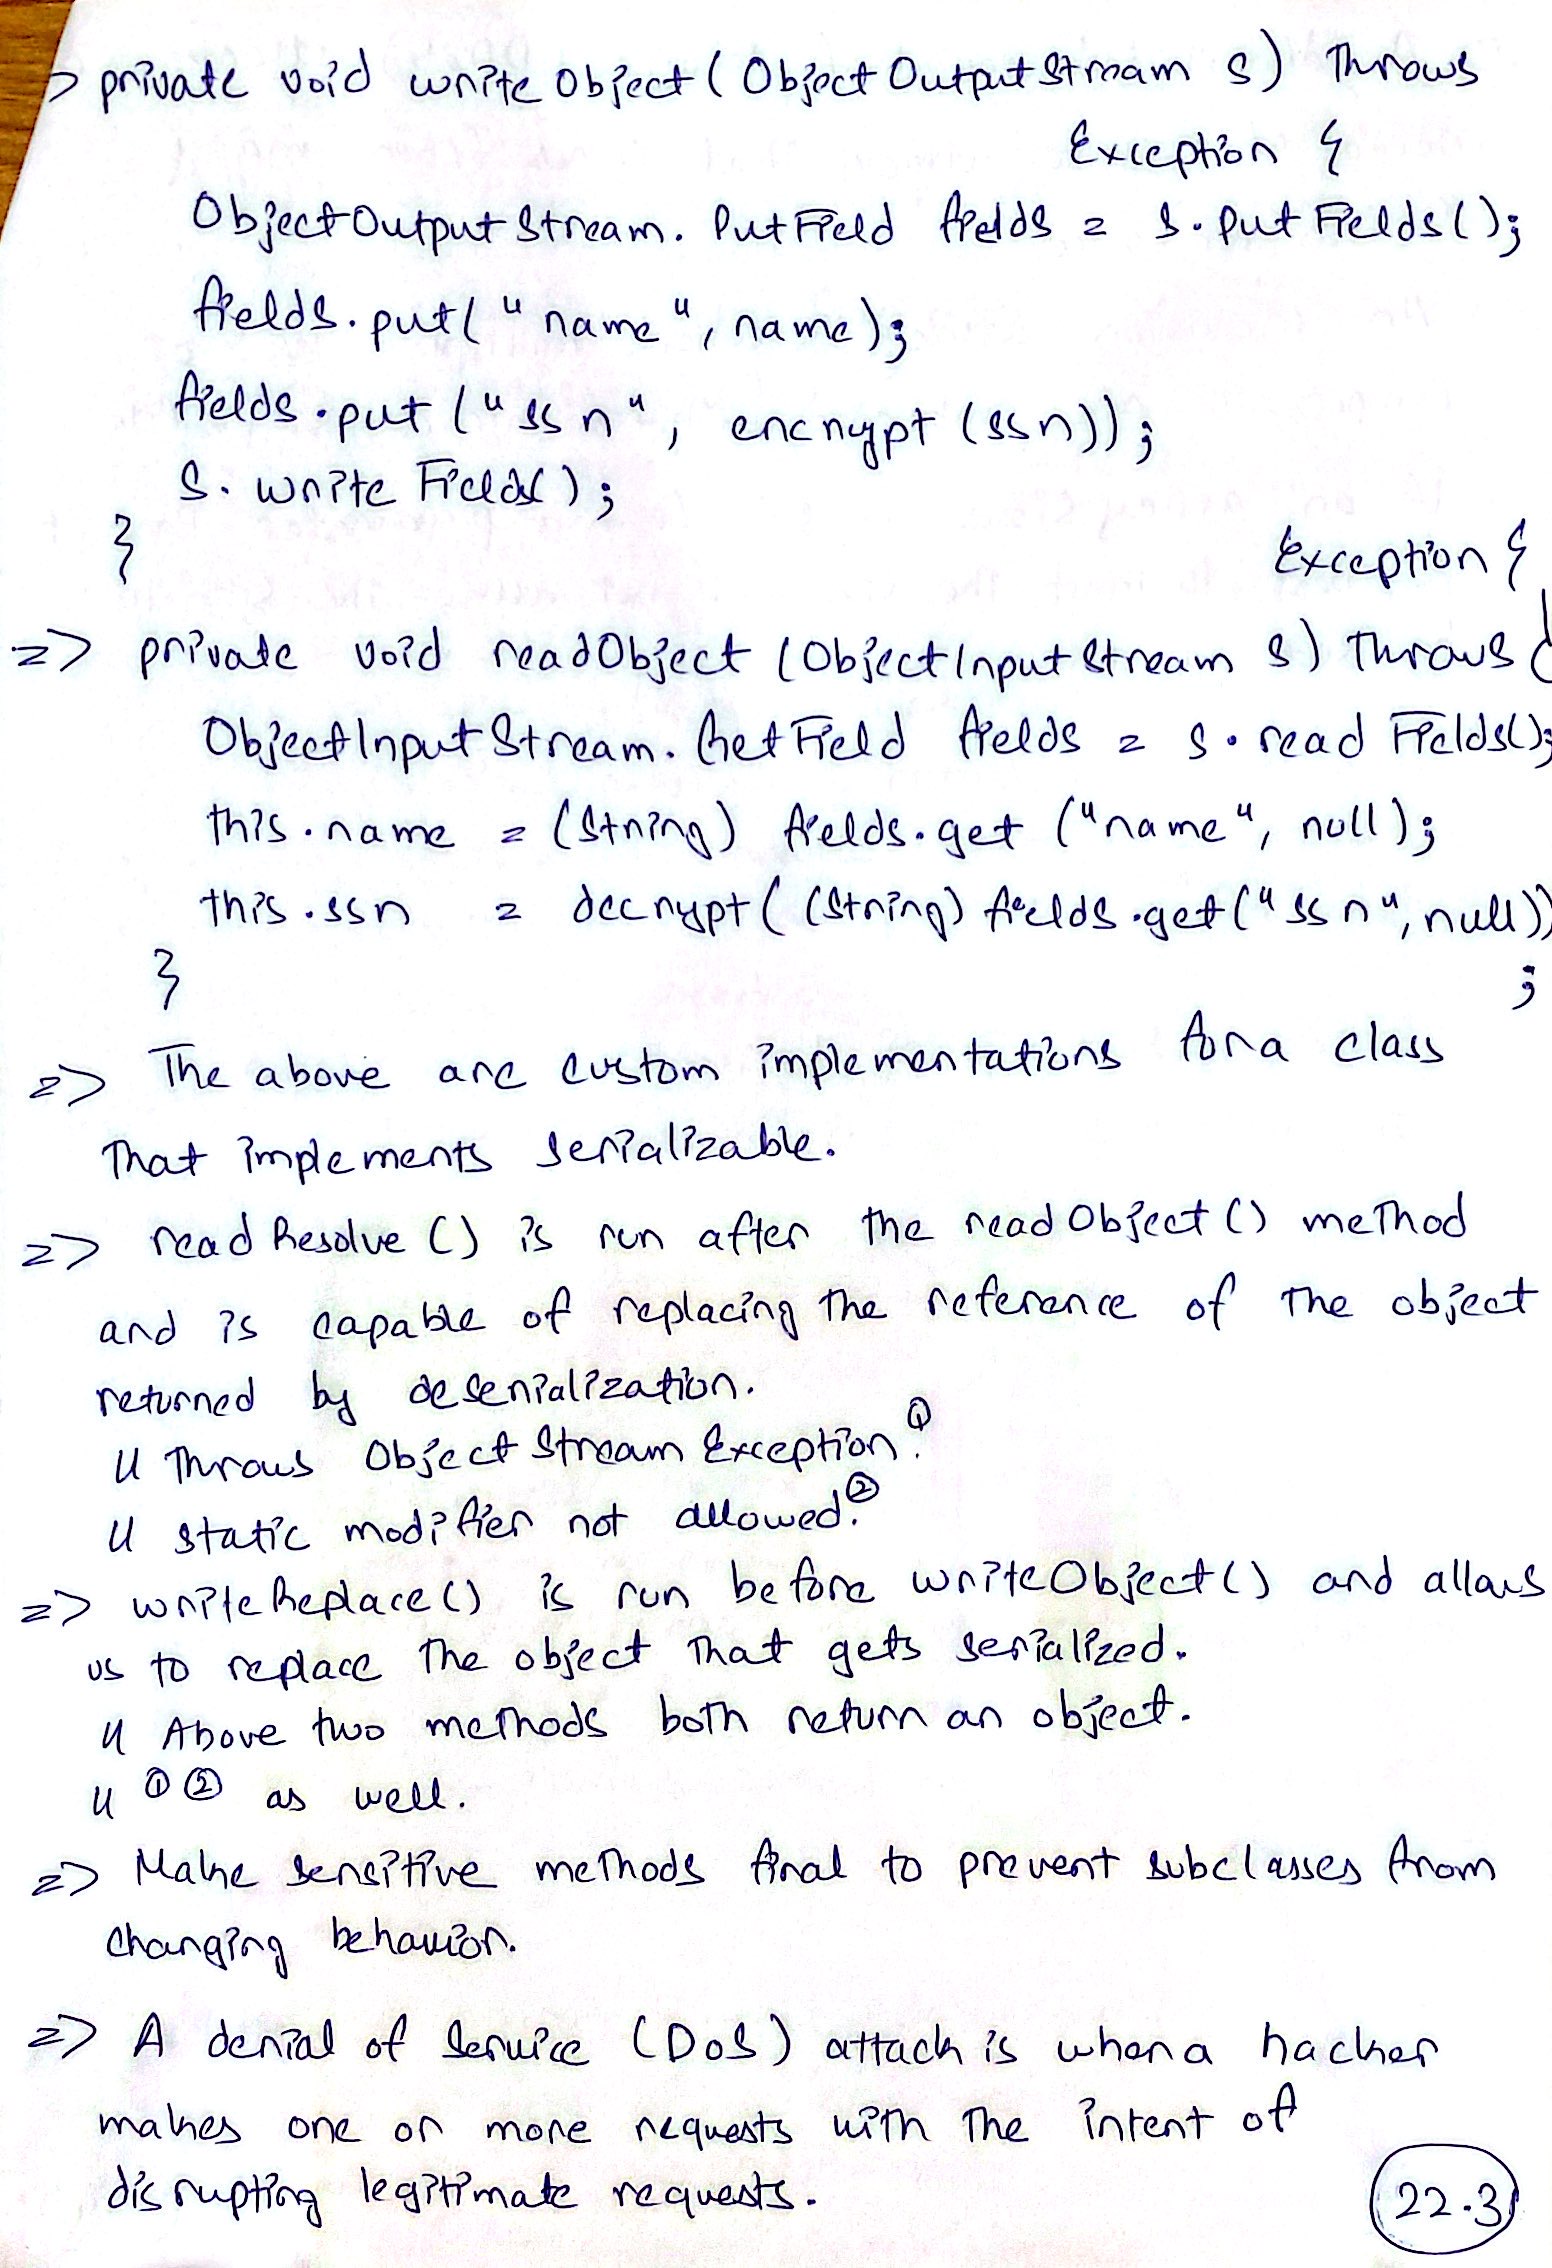 => private void writeObject ( ObjectOutputStream s) throws
Exception {
ObjectOutputStream. PutField fields = s. putFields();
fields.put( "name", name);
fields.put ("ssn", encrypt (ssn));
s. writeFields();
}
Exception {
=> private void readObject (ObjectInputStream s) throws
ObjectInputStream. GetField fields = s. readFields();
this.name = (String) fields.get ("name", null);
this.ssn = decrypt( (String) fields.get("ssn", null))
} ;
=> The above are custom implementations for a class
that implements serializable.
=> readResolve () is run after the readObject () method
and is capable of replacing the reference of the object
returned by deserialization.
" throws ObjectStreamException. ①
" static modifier not allowed. ②
=> writeReplace() is run before writeObject() and allows
us to replace the object that gets serialized.
" Above two methods both return an object.
" ① ② as well.
=> Make sensitive methods final to prevent subclasses from
changing behavior.
=> A denial of service (DoS) attack is when a hacker
makes one or more requests with the intent of
disrupting legitimate requests.
22.3